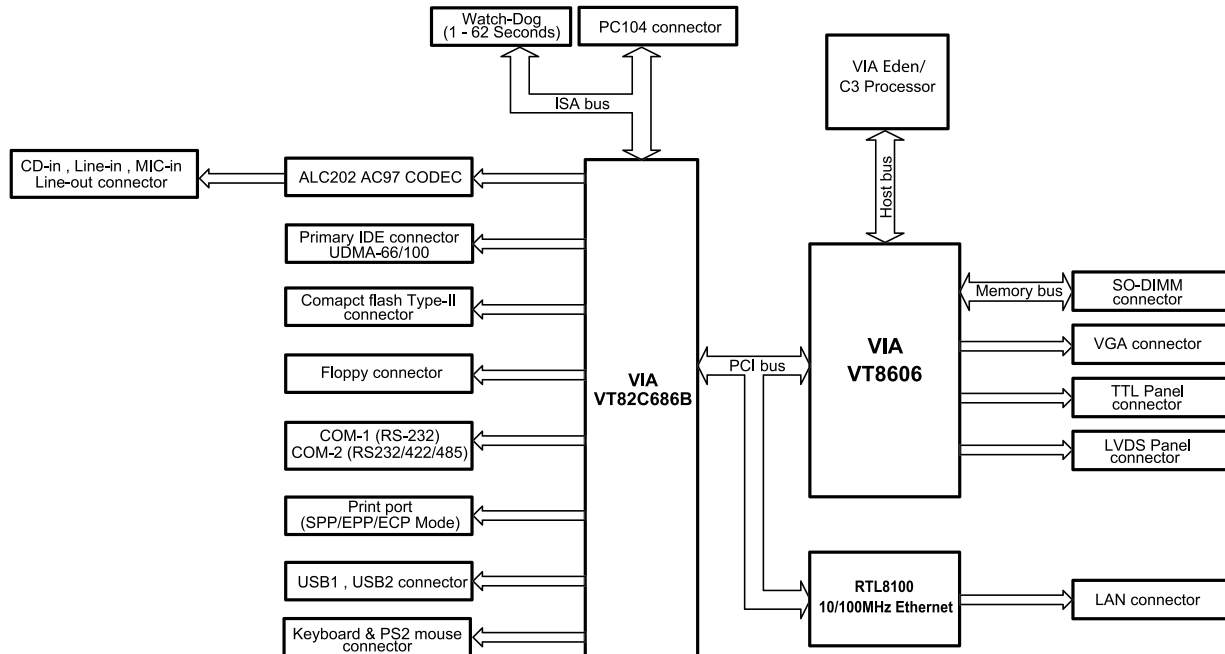 Watch-Dog
(1 - 62 Seconds)
PC104 connector
VIA Eden/
C3 Processor
ISA bus
Host bus
CD-in , Line-in , MIC-in
Line-out connector
ALC202 AC97 CODEC
Primary IDE connector
UDMA-66/100
Comapct flash Type-II
connector
Floppy connector
COM-1 (RS-232)
COM-2 (RS232/422/485)
Print port
(SPP/EPP/ECP Mode)
USB1 , USB2 connector
Keyboard & PS2 mouse
connector
VIA
VT82C686B
PCI bus
VIA
VT8606
Memory bus
SO-DIMM
connector
VGA connector
TTL Panel
connector
LVDS Panel
connector
RTL8100
10/100MHz Ethernet
LAN connector